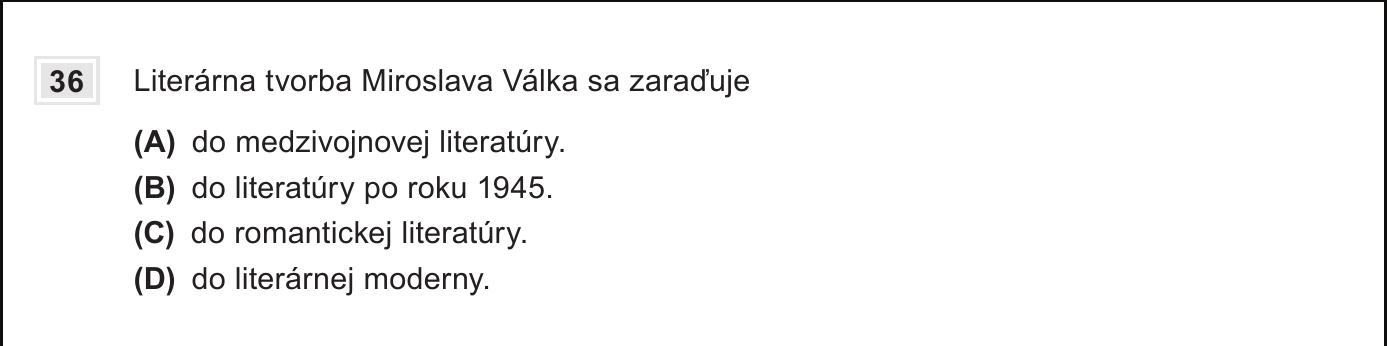 36 Literárna tvorba Miroslava Válka sa zaraďuje
(A) do medzivojnovej literatúry.
(B) do literatúry po roku 1945.
(C) do romantickej literatúry.
(D) do literárnej moderny.